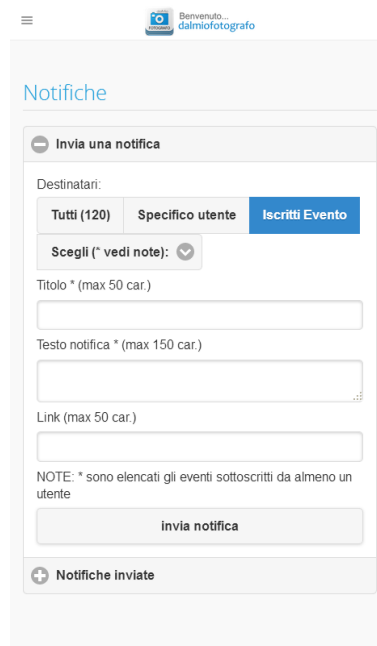 Benvenuto...
dalmiofotografo
Notifiche
Invia una notifica
Destinatari:
Tutti (120) Specifico utente Iscritti Evento
Scegli (* vedi note):
Titolo * (max 50 car.)
Testo notifica * (max 150 car.)
Link (max 50 car.)
NOTE: * sono elencati gli eventi sottoscritti da almeno un
utente
invia notifica
Notifiche inviate